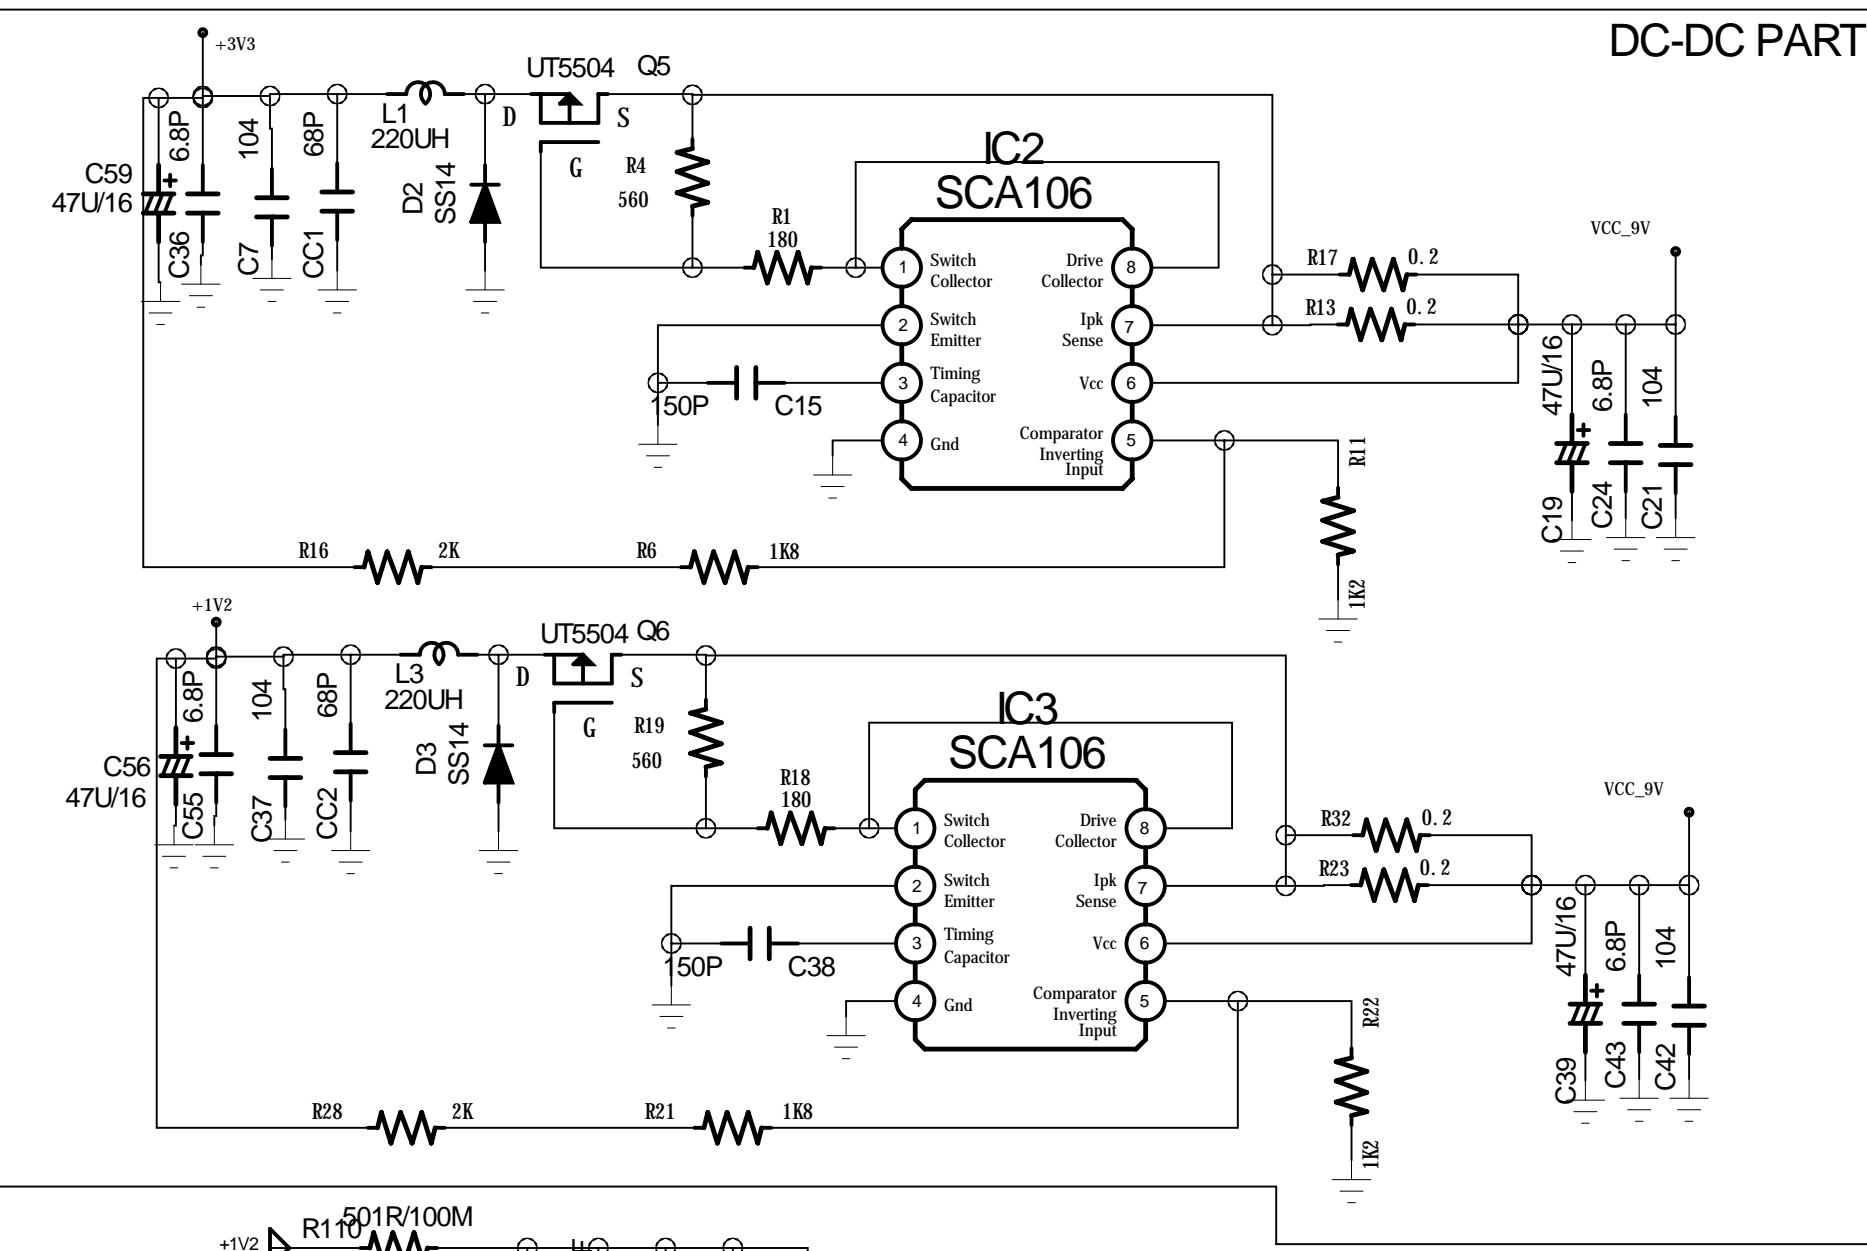 DC-DC PART
+3V3
UT5504 Q5
L1
220UH
D
S
G
C59
47U/16
+
6.8P
C36
104
C7
68P
CC1
D2
SS14
R4
560
R1
180
IC2
SCA106
1 Switch Collector
2 Switch Emitter
3 Timing Capacitor
4 Gnd
Drive Collector 8
Ipk Sense 7
Vcc 6
Comparator Inverting Input 5
150P C15
R17 0.2
R13 0.2
VCC_9V
47U/16
+
C19
6.8P
C24
104
C21
R11
1K2
R16 2K
R6 1K8
+1V2
UT5504 Q6
L3
220UH
D
S
G
C56
47U/16
+
6.8P
C55
104
C37
68P
CC2
D3
SS14
R19
560
R18
180
IC3
SCA106
1 Switch Collector
2 Switch Emitter
3 Timing Capacitor
4 Gnd
Drive Collector 8
Ipk Sense 7
Vcc 6
Comparator Inverting Input 5
150P C38
R32 0.2
R23 0.2
VCC_9V
47U/16
+
C39
6.8P
C43
104
C42
R22
1K2
R28 2K
R21 1K8
+1V2
R110
501R/100M